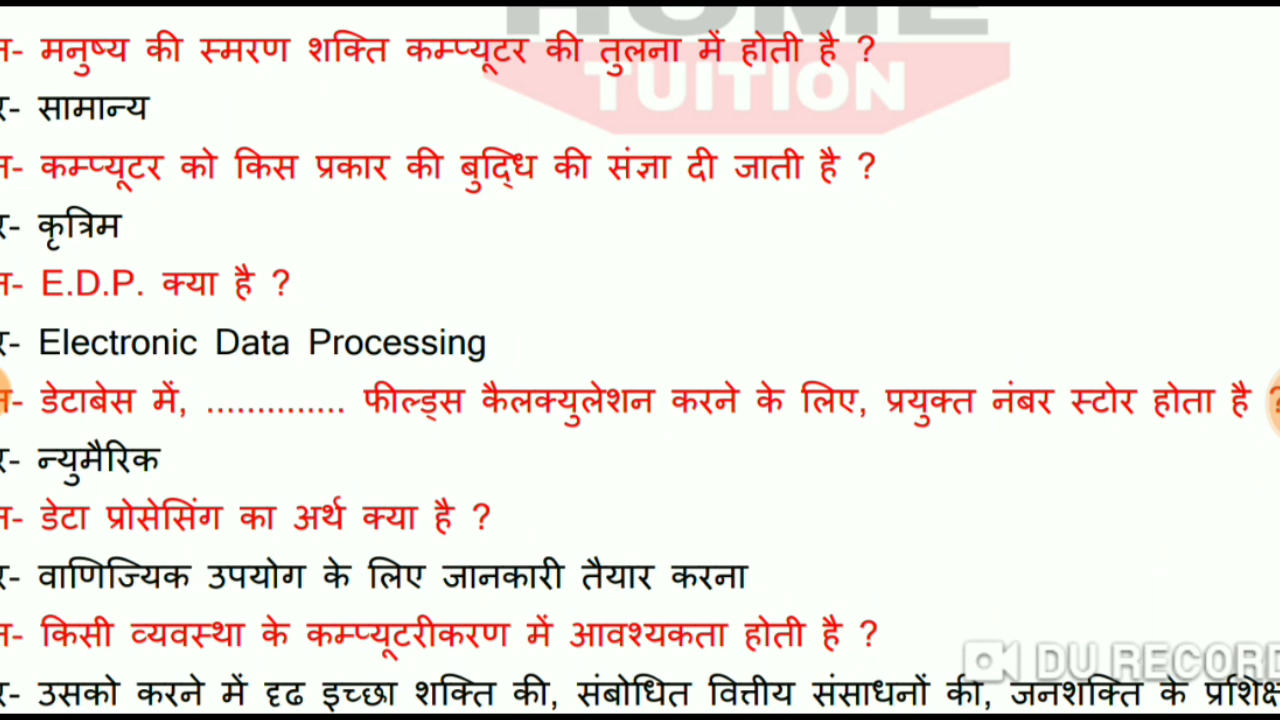 HOME
TUITION
न- मनुष्य की स्मरण शक्ति कम्प्यूटर की तुलना में होती है ?
र- सामान्य
न- कम्प्यूटर को किस प्रकार की बुद्धि की संज्ञा दी जाती है ?
र- कृत्रिम
न- E.D.P. क्या है ?
र- Electronic Data Processing
न- डेटाबेस में, .............. फील्ड्स कैलक्युलेशन करने के लिए, प्रयुक्त नंबर स्टोर होता है ?
र- न्युमैरिक
न- डेटा प्रोसेसिंग का अर्थ क्या है ?
र- वाणिज्यिक उपयोग के लिए जानकारी तैयार करना
न- किसी व्यवस्था के कम्प्यूटरीकरण में आवश्यकता होती है ?
DU RECORD
र- उसको करने में दृढ इच्छा शक्ति की, संबोधित वित्तीय संसाधनों की, जनशक्ति के